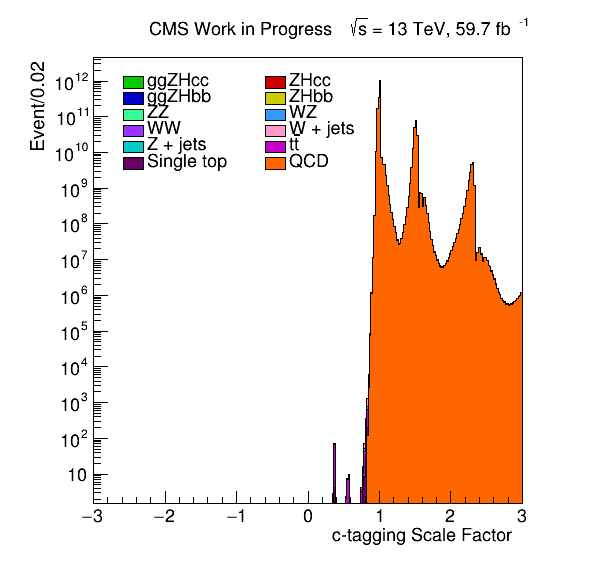 CMS Work in Progress √s = 13 TeV, 59.7 fb⁻¹
Event/0.02
ggZHcc ZHcc
ggZHbb ZHbb
ZZ WZ
WW W + jets
Z + jets tt
Single top QCD
10¹²
10¹¹
10¹⁰
10⁹
10⁸
10⁷
10⁶
10⁵
10⁴
10³
10²
10
−3 −2 −1 0 1 2 3
c-tagging Scale Factor